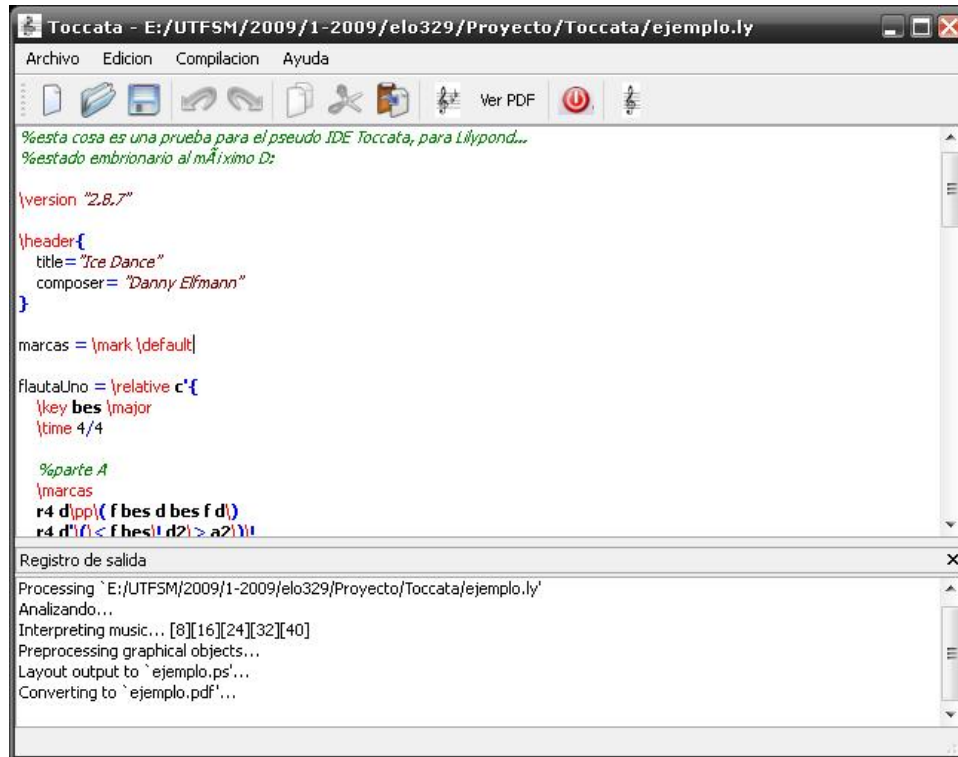 Toccata - E:/UTFSM/2009/1-2009/elo329/Proyecto/Toccata/ejemplo.ly
Archivo Edicion Compilacion Ayuda
Ver PDF
%esta cosa es una prueba para el pseudo IDE Toccata, para Lilypond...
%estado embrionario al mÃ¡ximo D:
\version "2.8.7"
\header{
title="Ice Dance"
composer= "Danny Elfmann"
}
marcas = \mark \default
flautaUno = \relative c'{
\key bes \major
\time 4/4
%parte A
\marcas
r4 d\pp\( f bes d bes f d\)
r4 d'\(\< f bes\! d2\> a2\)\!
Registro de salida
Processing `E:/UTFSM/2009/1-2009/elo329/Proyecto/Toccata/ejemplo.ly'
Analizando...
Interpreting music... [8][16][24][32][40]
Preprocessing graphical objects...
Layout output to `ejemplo.ps'...
Converting to `ejemplo.pdf'...